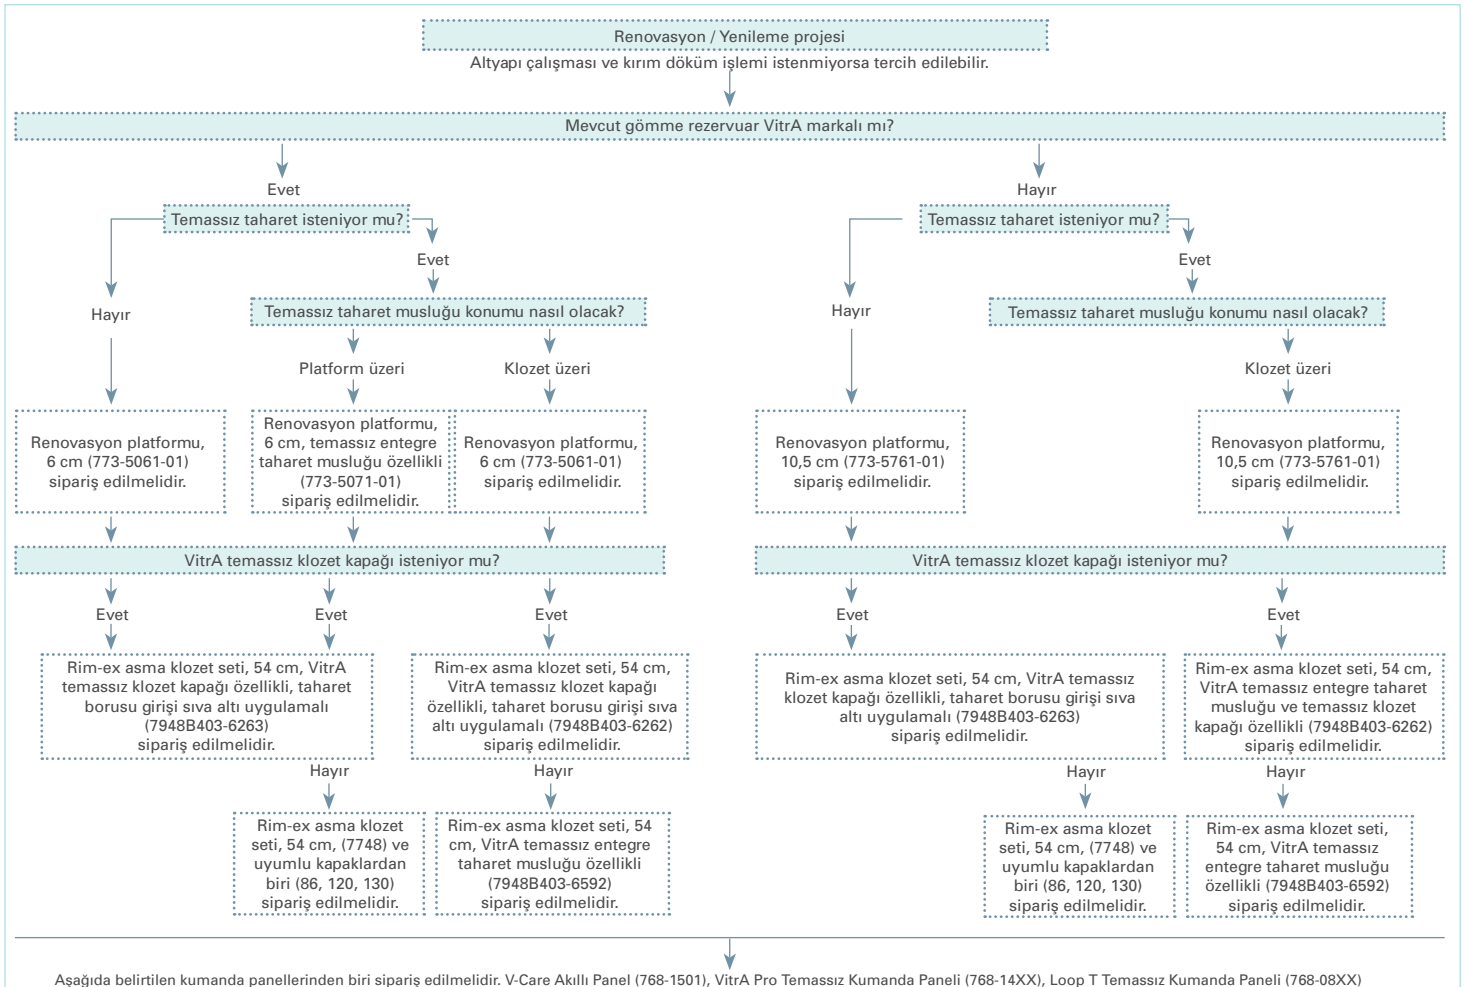 Renovasyon / Yenileme projesi
Altyapı çalışması ve kırım döküm işlemi istenmiyorsa tercih edilebilir.
Mevcut gömme rezervuar VitrA markalı mı?
Evet
Temassız taharet isteniyor mu?
Evet
Hayır
Temassız taharet musluğu konumu nasıl olacak?
Platform üzeri
Klozet üzeri
Renovasyon platformu,
6 cm (773-5061-01)
sipariş edilmelidir.
Renovasyon platformu,
6 cm, temassız entegre
taharet musluğu özellikli
(773-5071-01)
sipariş edilmelidir.
Renovasyon platformu,
6 cm (773-5061-01)
sipariş edilmelidir.
VitrA temassız klozet kapağı isteniyor mu?
Evet
Evet
Evet
Rim-ex asma klozet seti, 54 cm, VitrA
temassız klozet kapağı özellikli, taharet
borusu girişi sıva altı uygulamalı
(7948B403-6263)
sipariş edilmelidir.
Rim-ex asma klozet seti, 54 cm,
VitrA temassız klozet kapağı
özellikli, taharet borusu girişi sıva
altı uygulamalı (7948B403-6262)
sipariş edilmelidir.
Hayır
Hayır
Rim-ex asma klozet
seti, 54 cm, (7748) ve
uyumlu kapaklardan
biri (86, 120, 130)
sipariş edilmelidir.
Rim-ex asma klozet seti, 54
cm, VitrA temassız entegre
taharet musluğu özellikli
(7948B403-6592)
sipariş edilmelidir.
Hayır
Temassız taharet isteniyor mu?
Evet
Hayır
Temassız taharet musluğu konumu nasıl olacak?
Klozet üzeri
Renovasyon platformu,
10,5 cm (773-5761-01)
sipariş edilmelidir.
Renovasyon platformu,
10,5 cm (773-5761-01)
sipariş edilmelidir.
VitrA temassız klozet kapağı isteniyor mu?
Evet
Evet
Rim-ex asma klozet seti, 54 cm, VitrA temassız
klozet kapağı özellikli, taharet borusu girişi sıva
altı uygulamalı (7948B403-6263)
sipariş edilmelidir.
Rim-ex asma klozet seti, 54 cm,
VitrA temassız entegre taharet
musluğu ve temassız klozet
kapağı özellikli (7948B403-6262)
sipariş edilmelidir.
Hayır
Hayır
Rim-ex asma klozet
seti, 54 cm, (7748) ve
uyumlu kapaklardan
biri (86, 120, 130)
sipariş edilmelidir.
Rim-ex asma klozet seti,
54 cm, VitrA temassız
entegre taharet musluğu
özellikli (7948B403-6592)
sipariş edilmelidir.
Aşağıda belirtilen kumanda panellerinden biri sipariş edilmelidir. V-Care Akıllı Panel (768-1501), VitrA Pro Temassız Kumanda Paneli (768-14XX), Loop T Temassız Kumanda Paneli (768-08XX)